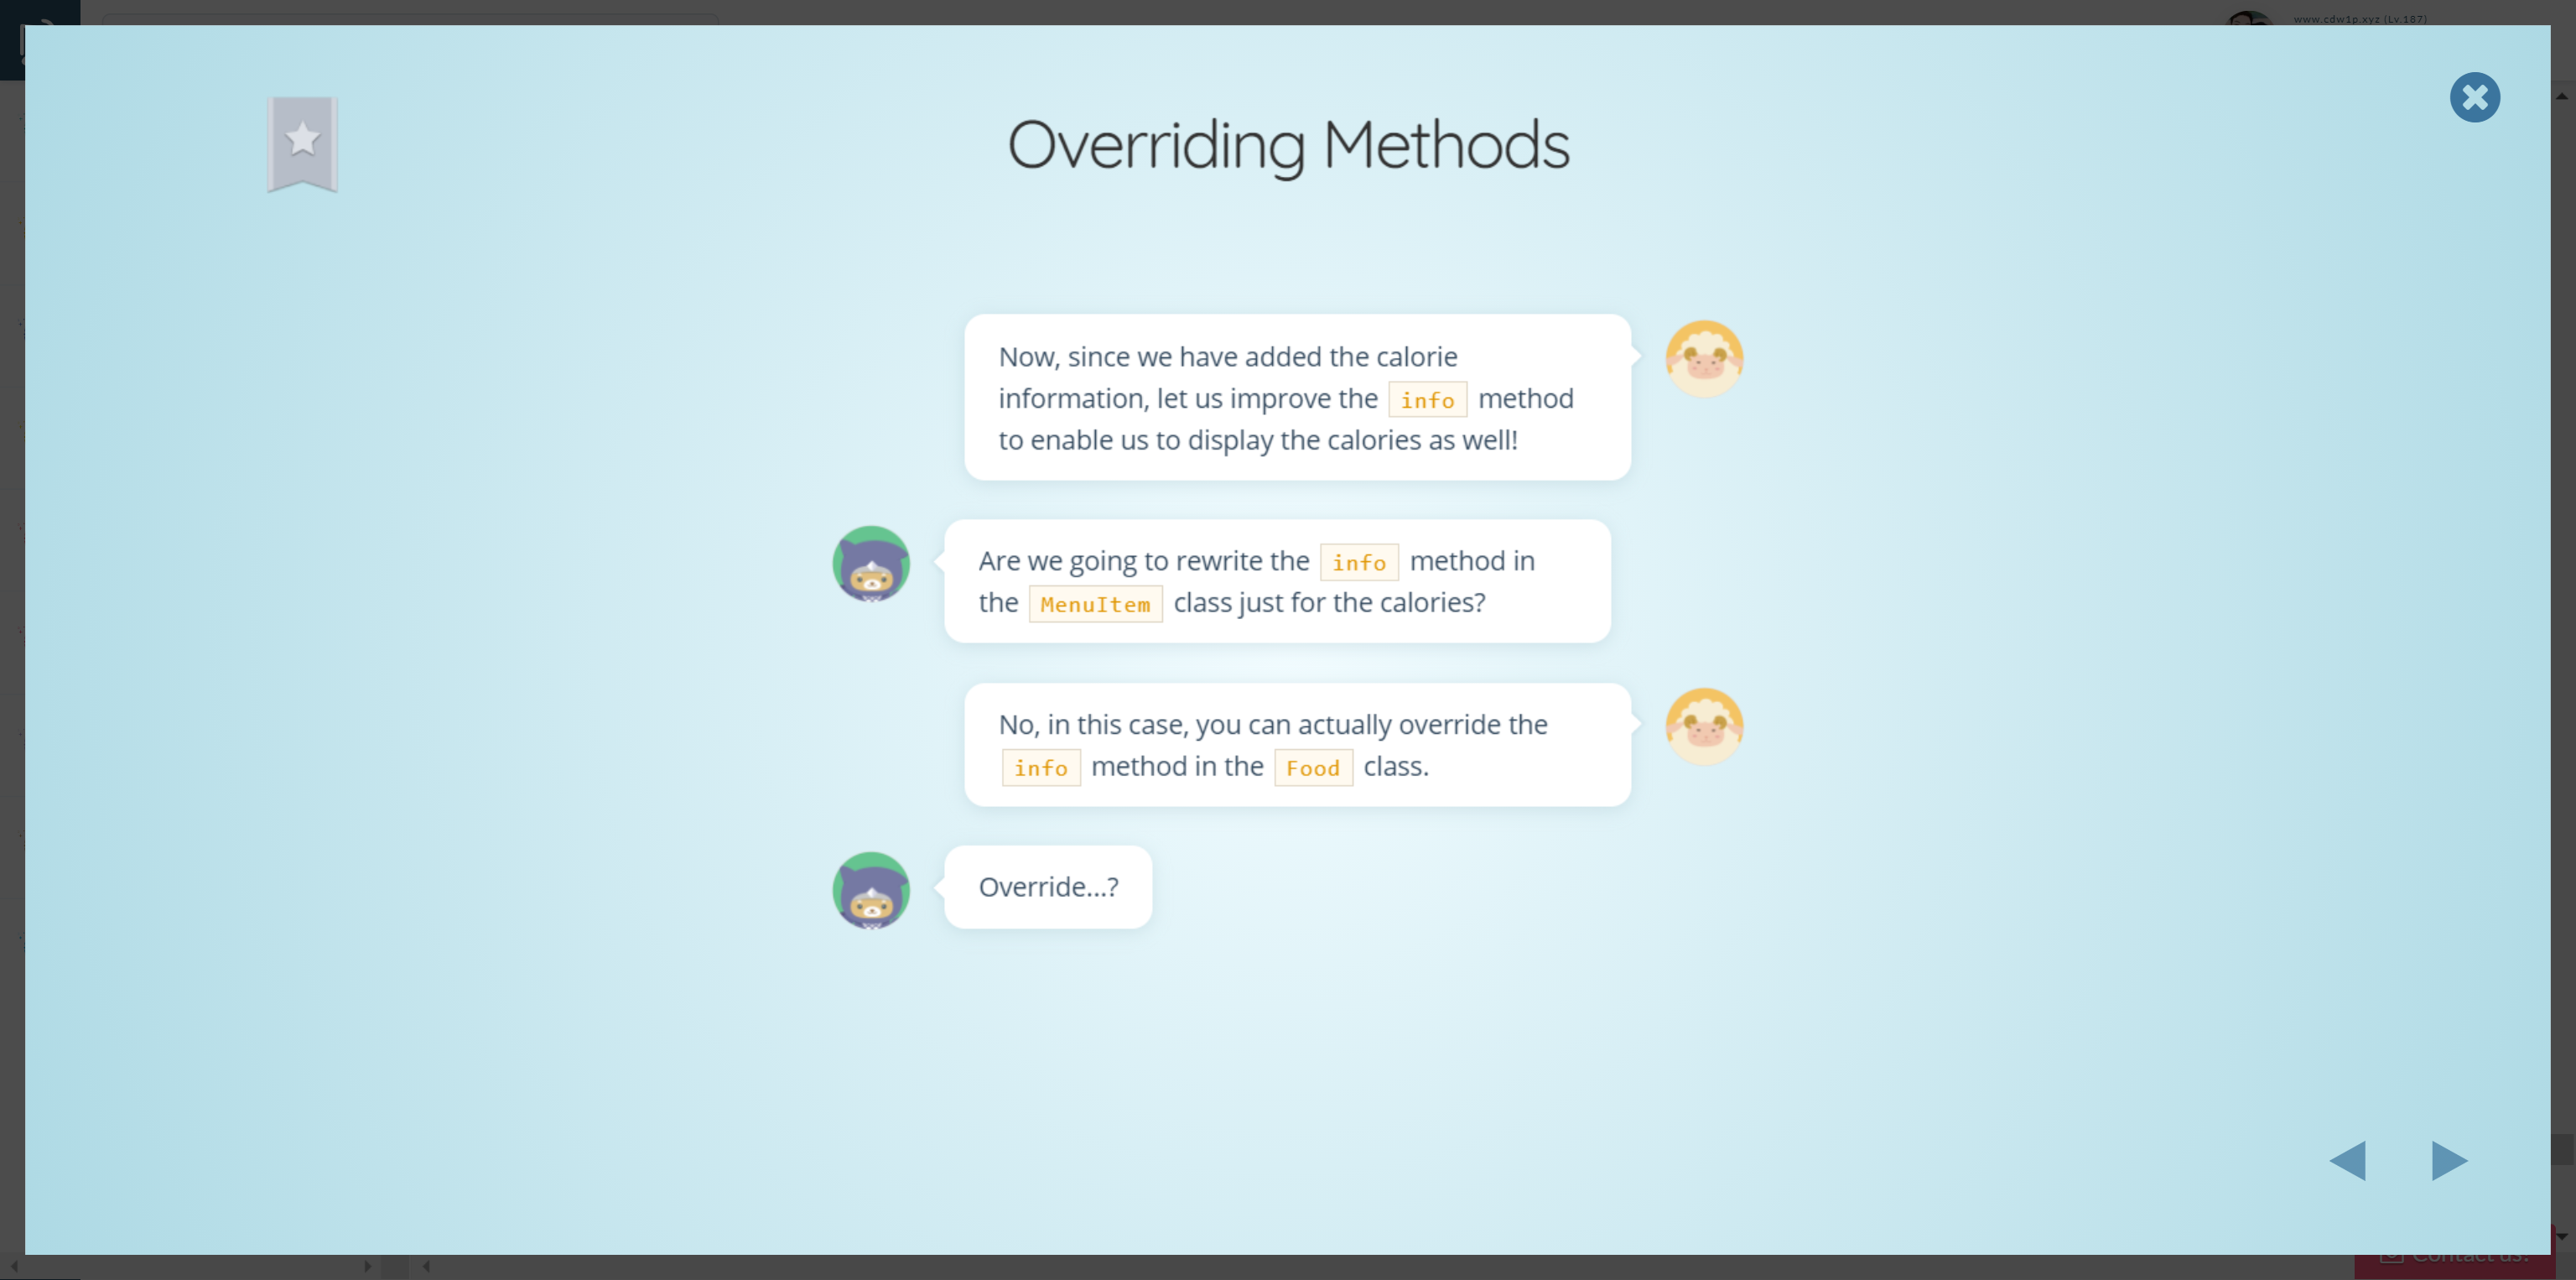 www.cdw1p.xyz (Lv.187)
Overriding Methods
Now, since we have added the calorie
information, let us improve the info method
to enable us to display the calories as well!
Are we going to rewrite the info method in
the MenuItem class just for the calories?
No, in this case, you can actually override the
info method in the Food class.
Override...?
Contact us!